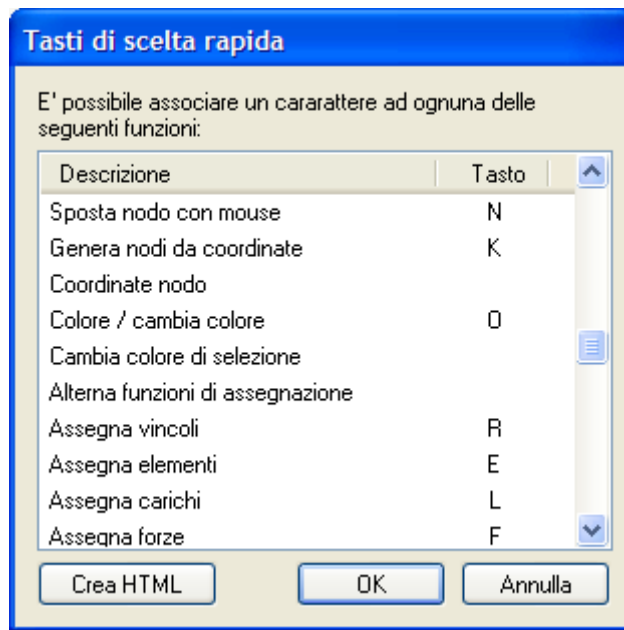 Tasti di scelta rapida
E' possibile associare un cararattere ad ognuna delle
seguenti funzioni:
Descrizione Tasto
Sposta nodo con mouse N
Genera nodi da coordinate K
Coordinate nodo
Colore / cambia colore O
Cambia colore di selezione
Alterna funzioni di assegnazione
Assegna vincoli R
Assegna elementi E
Assegna carichi L
Assegna forze F
Crea HTML OK Annulla